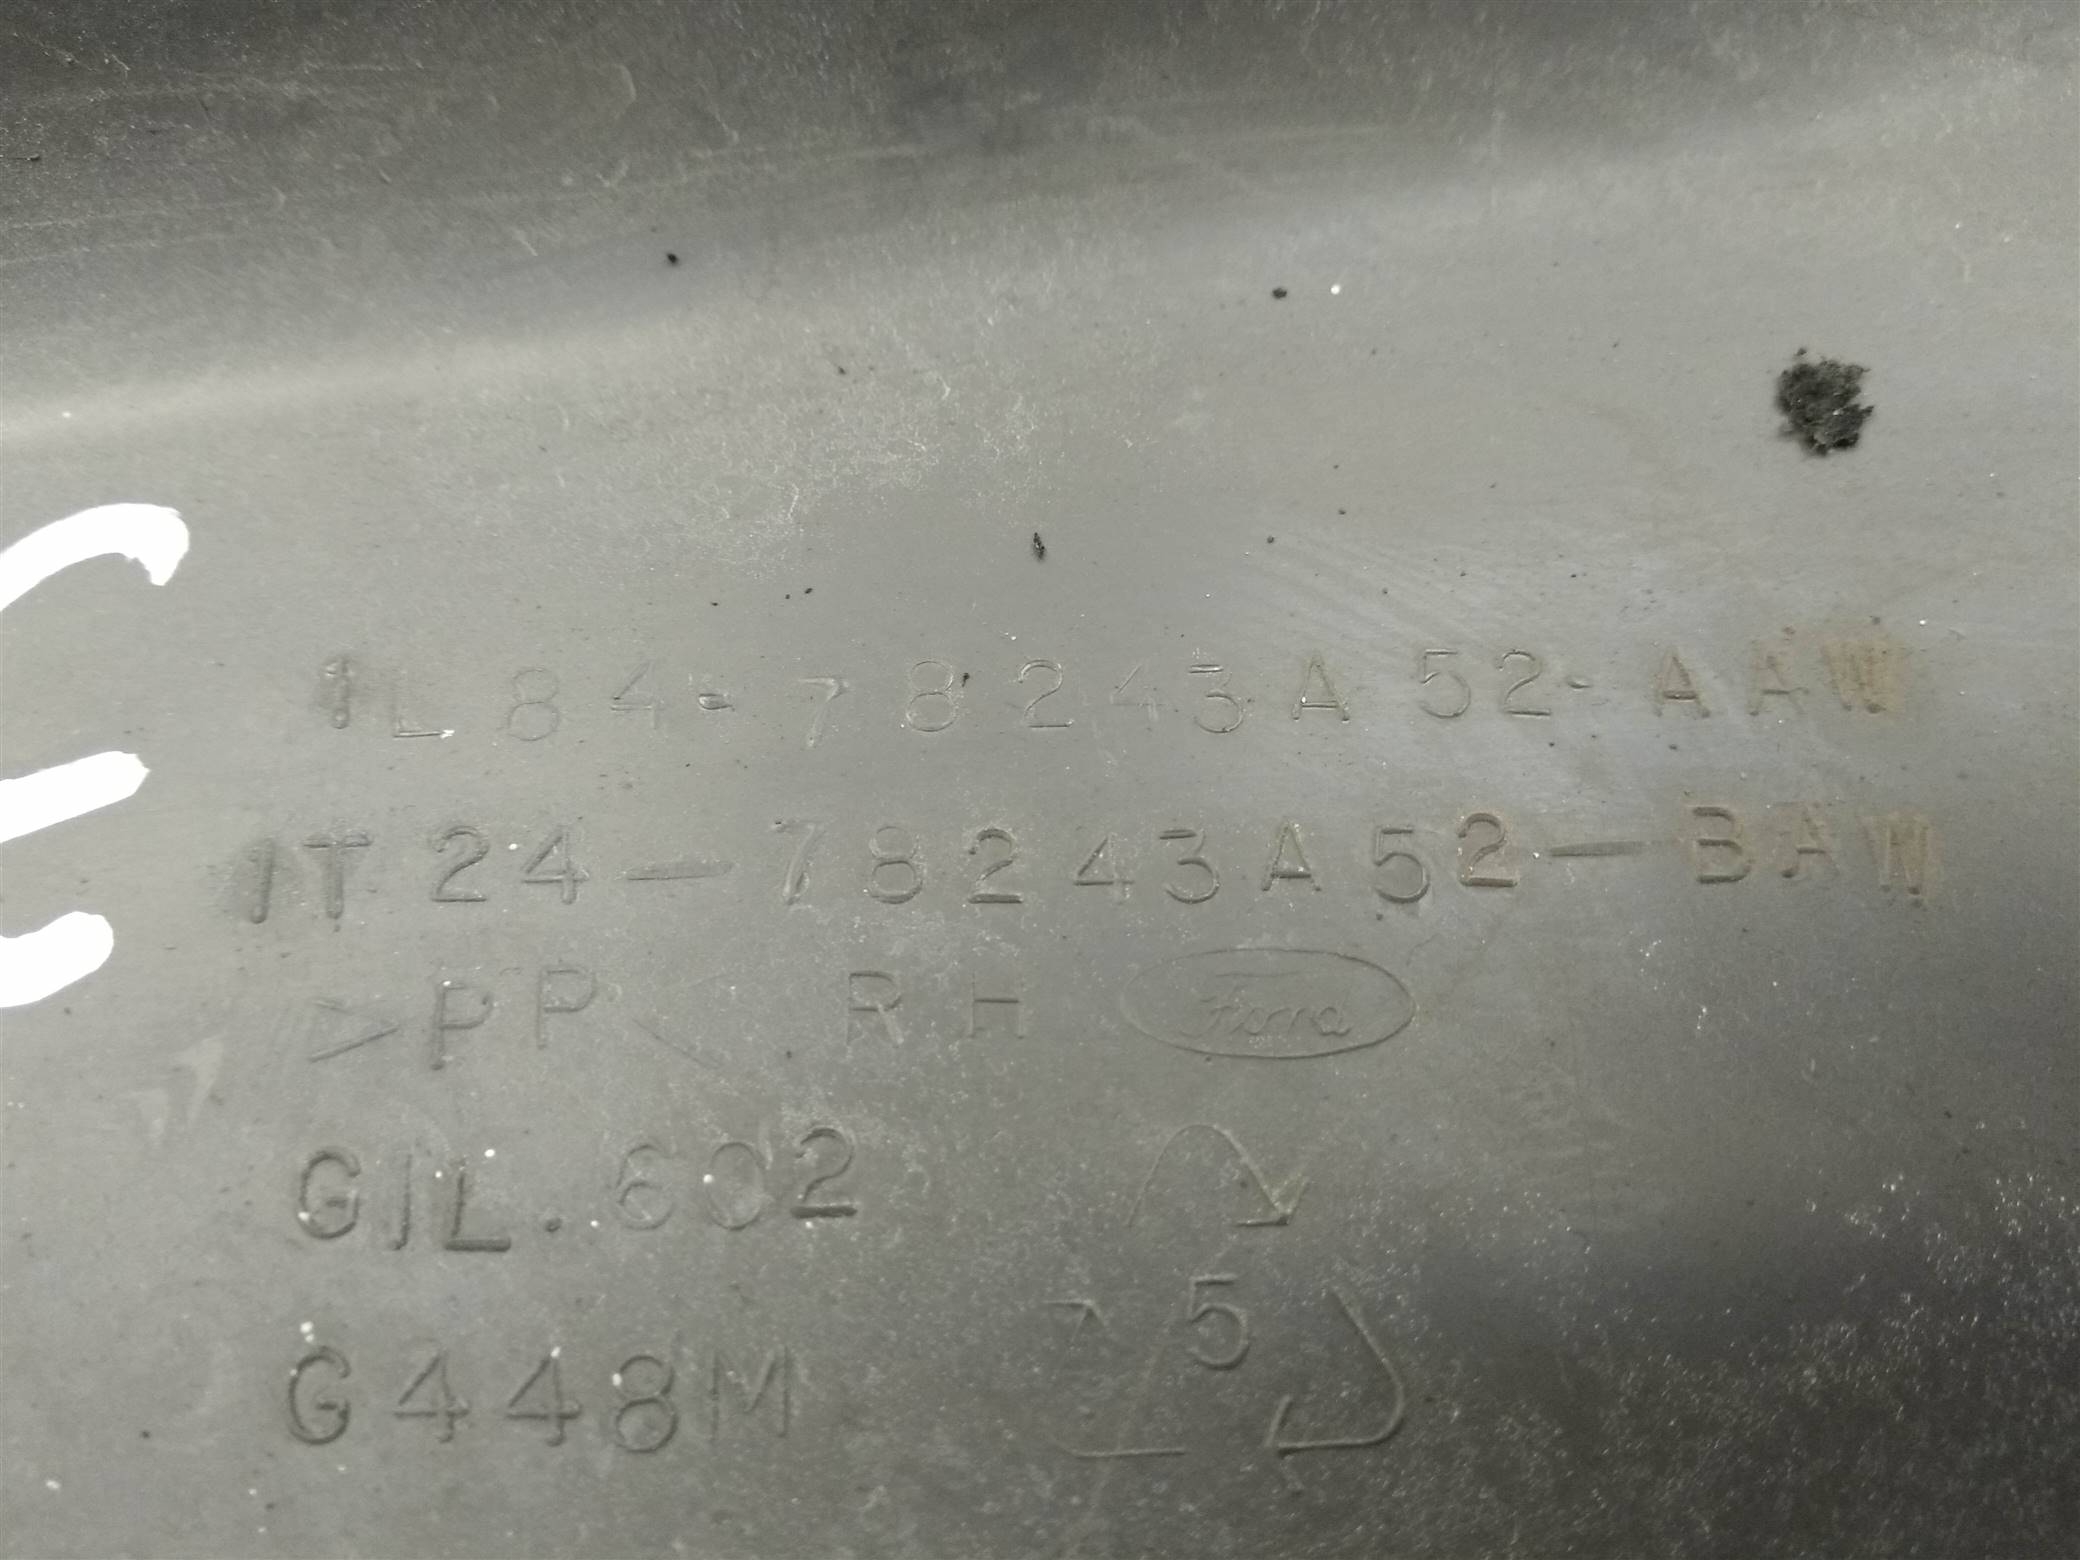 1L84-78243A52-AAW
1T24-78243A52-BAW
>PP< RH Ford
GIL.602
5
G448M